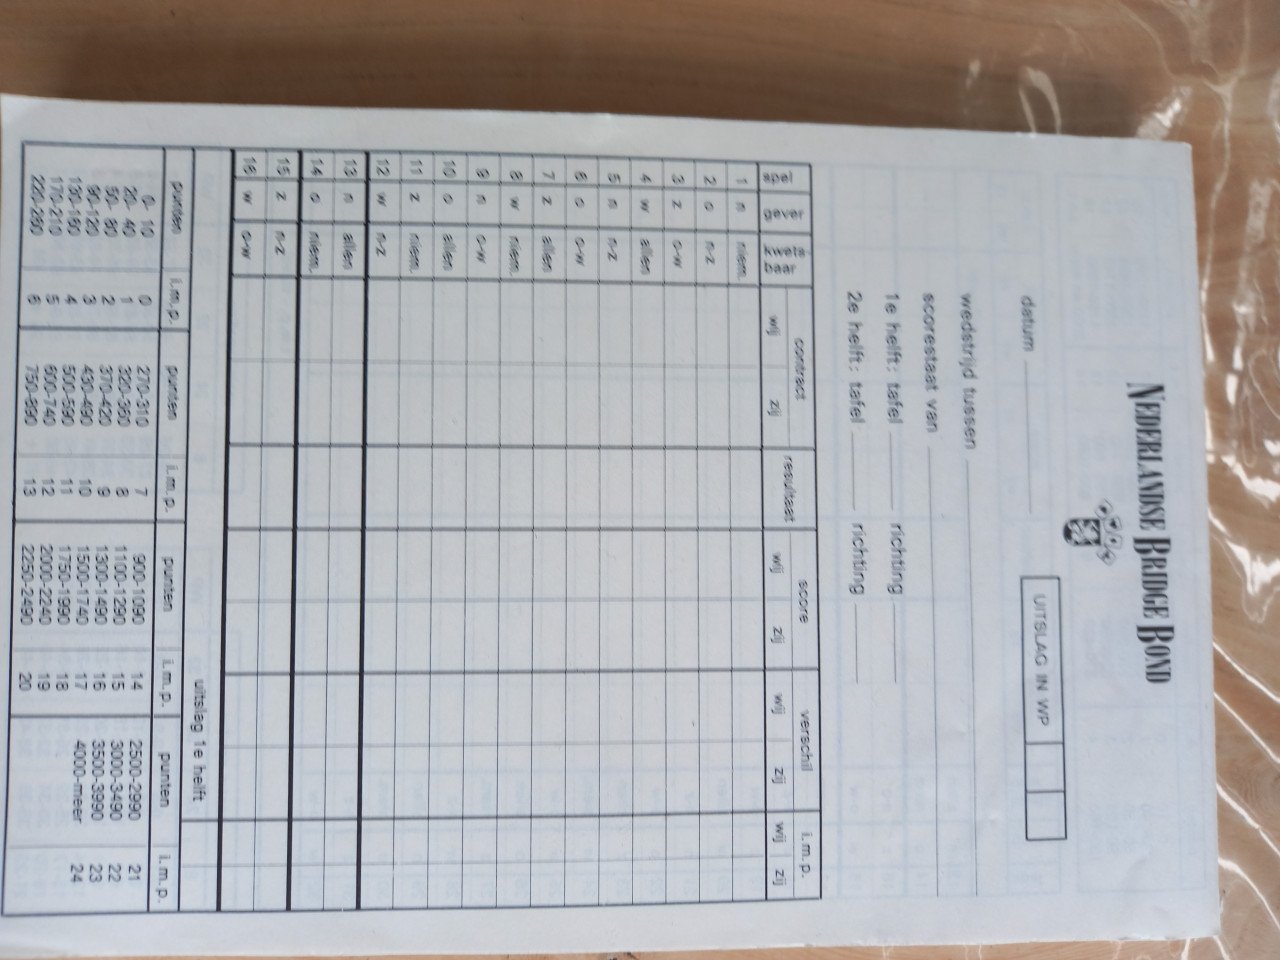 NEDERLANDSE BRIDGE BOND
datum
UITSLAG IN WP
wedstrijd tussen
scorestaat van
1e helft: tafel richting
2e helft: tafel richting
spel gever kwets- baar contract resultaat score verschil i.m.p.
wij zij wij zij wij zij wij zij
1 n niem.
2 o n-z
3 z o-w
4 w allen
5 n n-z
6 o o-w
7 z allen
8 w niem.
9 n o-w
10 o allen
11 z niem.
12 w n-z
13 n allen
14 o niem.
15 z n-z
16 w o-w
uitslag 1e helft
punten i.m.p. punten i.m.p. punten i.m.p. punten i.m.p.
0- 10 0 270-310 7 900-1090 14 2500-2990 21
20- 40 1 320-360 8 1100-1290 15 3000-3490 22
50- 80 2 370-420 9 1300-1490 16 3500-3990 23
90-120 3 430-490 10 1500-1740 17 4000-meer 24
130-160 4 500-590 11 1750-1990 18
170-210 5 600-740 12 2000-2240 19
220-260 6 750-890 13 2250-2490 20